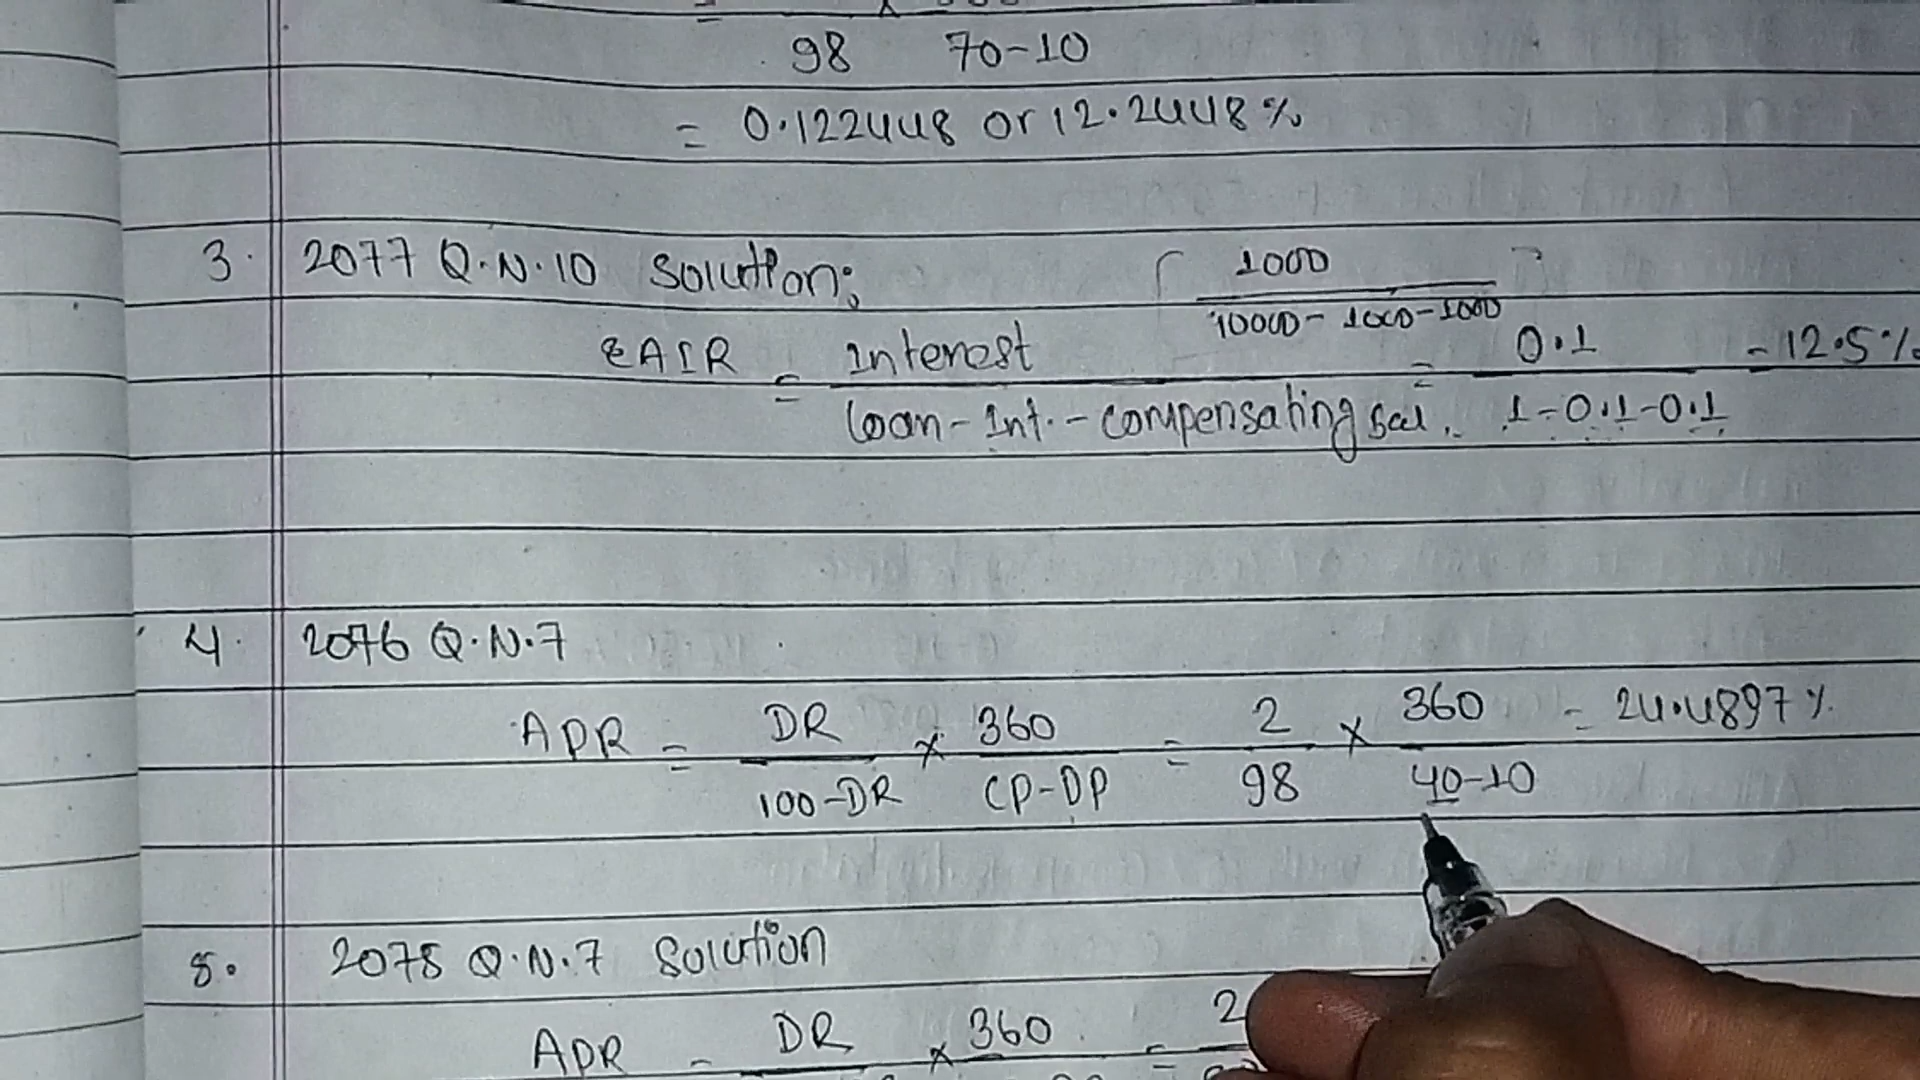 98 70-10
= 0.122448 or 12.2448%
3. 2077 Q.N.10 Solution;
[ 1000 ]
10000 - 1000 - 1000
EAIR = Interest = 0.1 = 12.5%
Loan - Int. - Compensating bal. 1 - 0.1 - 0.1
4. 2076 Q.N.7
APR = DR × 360 = 2 × 360 = 24.4897%
100-DR CP-DP 98 40-10
5. 2075 Q.N.7 Solution
APR = DR × 360 = 2